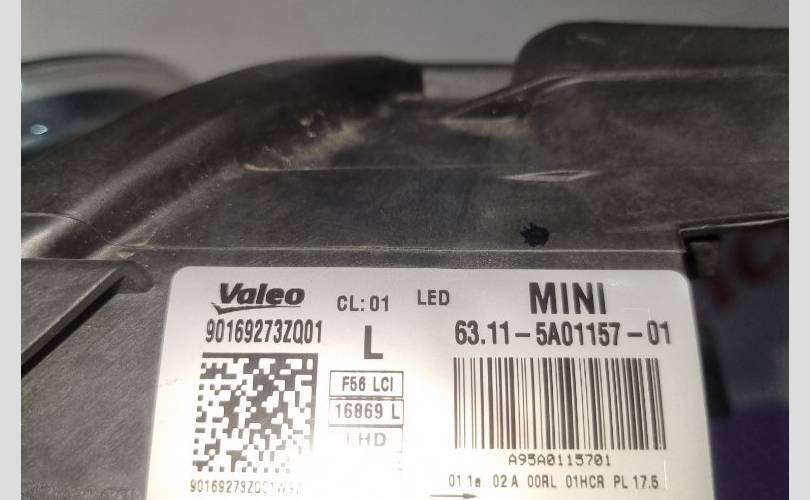 Valeo CL: 01 LED MINI
90169273ZQ01 L 63.11-5A01157-01
F56 LCI
16869 L
LHD
A95A0115701
90169273ZQ01W9 01 1a 02 A 00RL 01HCR PL 17.5